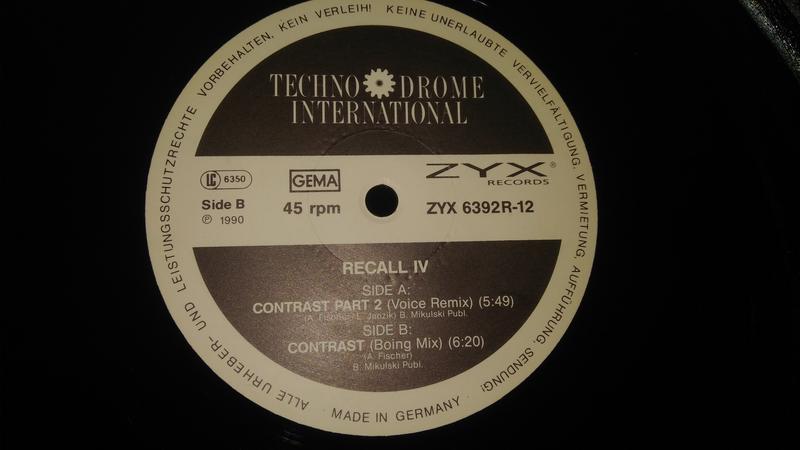 ALLE URHEBER- UND LEISTUNGSSCHUTZRECHTE VORBEHALTEN, KEIN VERLEIH! KEINE UNERLAUBTE VERVIELFÄLTIGUNG, VERMIETUNG, AUFFÜHRUNG, SENDUNG!
TECHNO DROME
INTERNATIONAL
LC 6350
GEMA
ZYX®
RECORDS
Side B
℗ 1990
45 rpm
ZYX 6392R-12
RECALL IV
SIDE A:
CONTRAST PART 2 (Voice Remix) (5:49)
(A. Fischer/ L. Janzik) B. Mikulski Publ.
SIDE B:
CONTRAST (Boing Mix) (6:20)
(A. Fischer)
B. Mikulski Publ.
MADE IN GERMANY